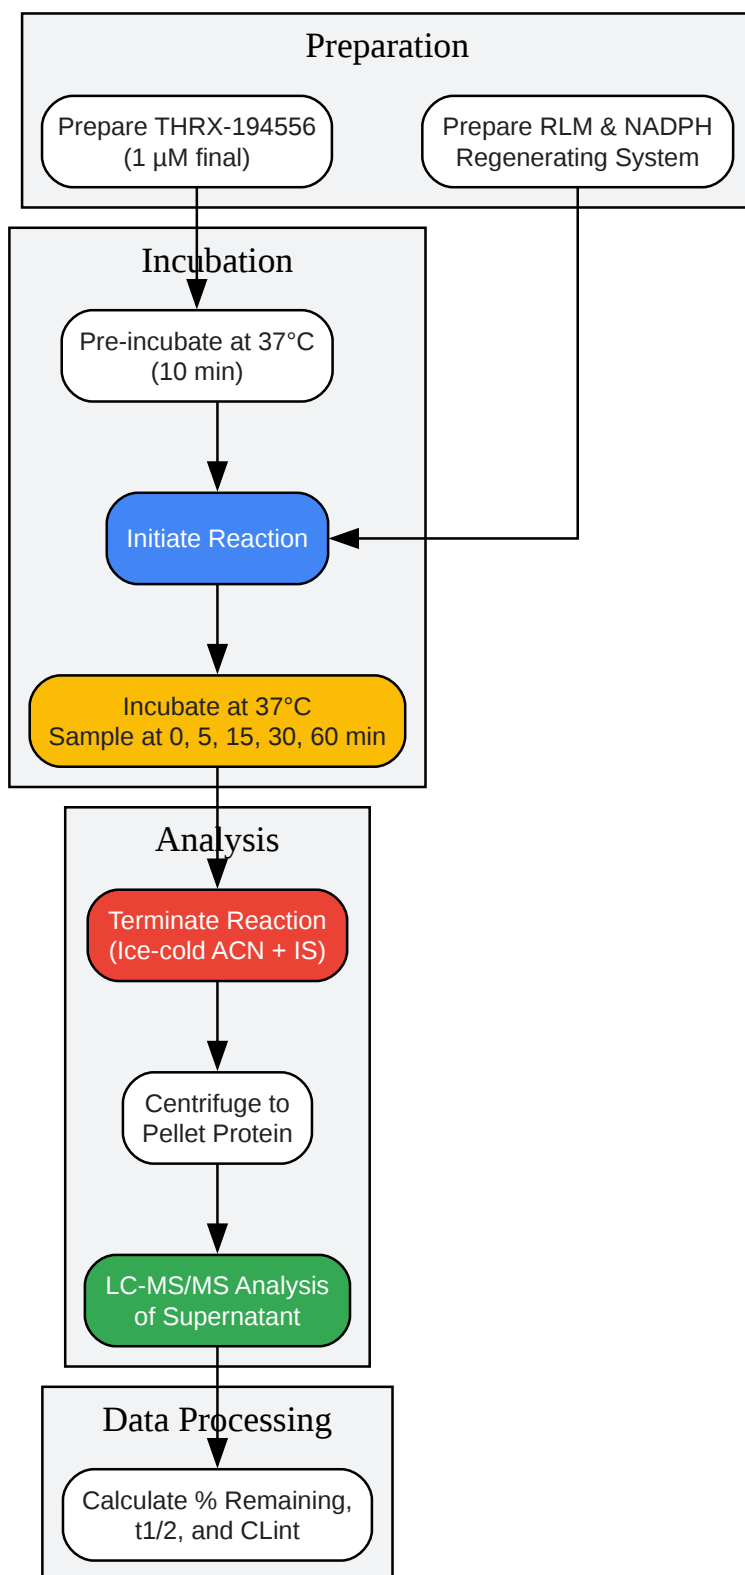 Preparation
Prepare THRX-194556
(1 µM final)
Prepare RLM & NADPH
Regenerating System
Incubation
Pre-incubate at 37°C
(10 min)
Initiate Reaction
Incubate at 37°C
Sample at 0, 5, 15, 30, 60 min
Analysis
Terminate Reaction
(Ice-cold ACN + IS)
Centrifuge to
Pellet Protein
LC-MS/MS Analysis
of Supernatant
Data Processing
Calculate % Remaining,
t1/2, and CLint